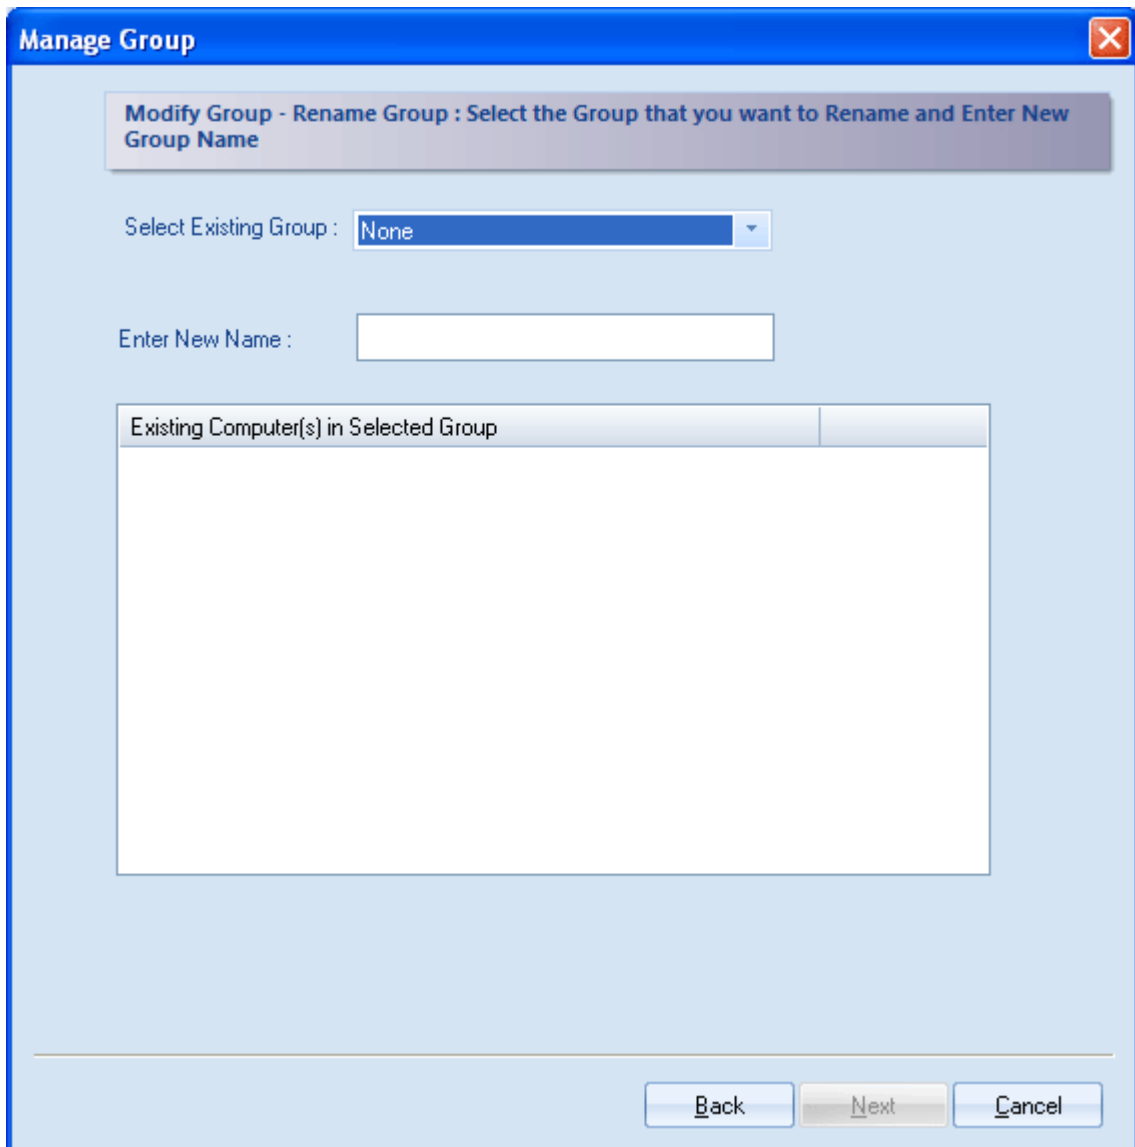 Manage Group
Modify Group - Rename Group : Select the Group that you want to Rename and Enter New
Group Name
Select Existing Group :
None
Enter New Name :
Existing Computer(s) in Selected Group
Back
Next
Cancel